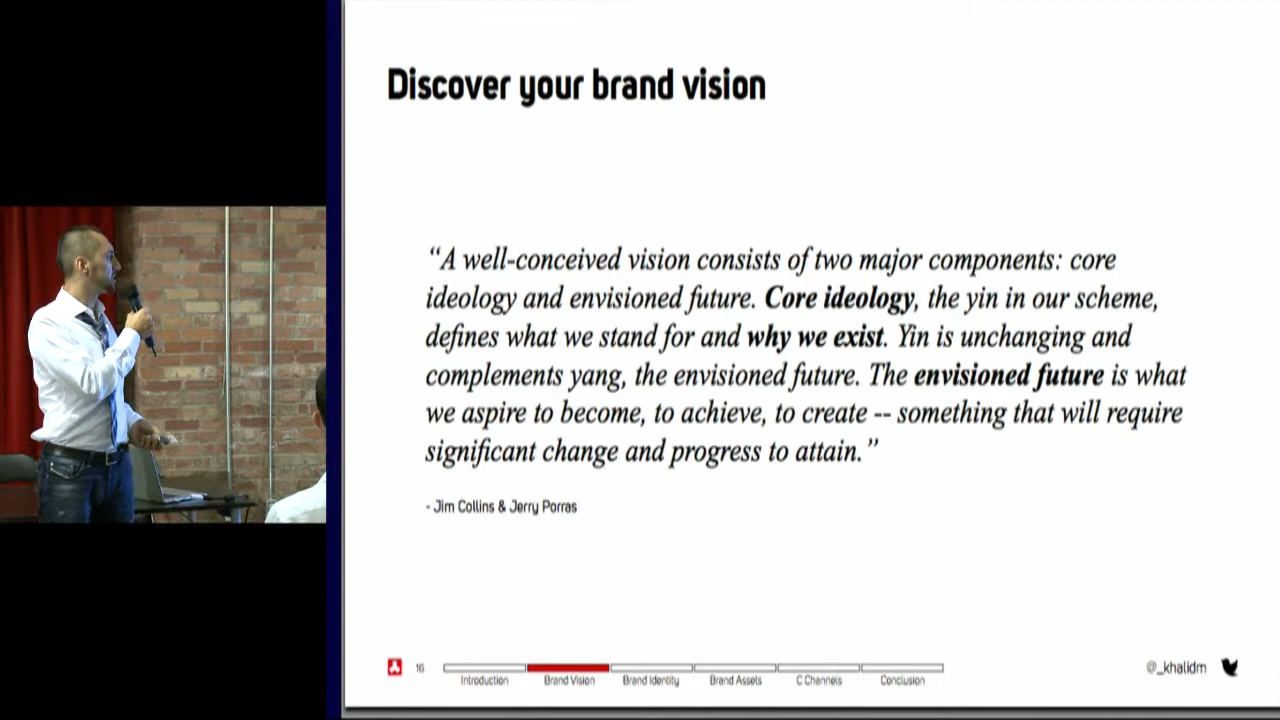 Discover your brand vision
“A well-conceived vision consists of two major components: core
ideology and envisioned future. Core ideology, the yin in our scheme,
defines what we stand for and why we exist. Yin is unchanging and
complements yang, the envisioned future. The envisioned future is what
we aspire to become, to achieve, to create -- something that will require
significant change and progress to attain.”
- Jim Collins & Jerry Porras
16
Introduction
Brand Vision
Brand Identity
Brand Assets
C Channels
Conclusion
@_khalidm